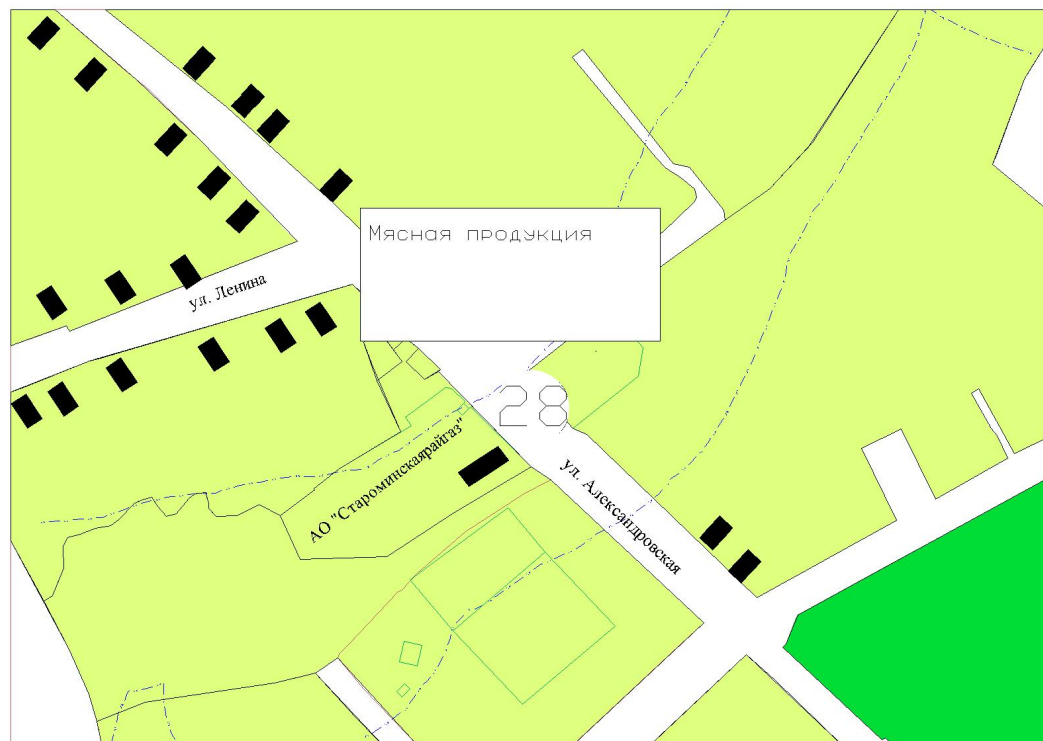 Мясная продукция
ул. Ленина
28
АО "Староминскаярайгаз"
ул. Александровская